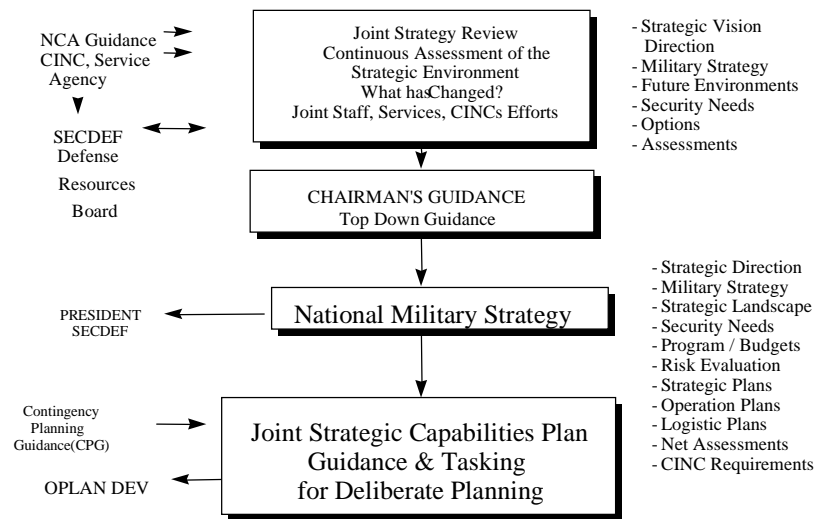 NCA Guidance
CINC, Service
Agency
SECDEF
Defense
Resources
Board
Joint Strategy Review
Continuous Assessment of the
Strategic Environment
What hasChanged?
Joint Staff, Services, CINCs Efforts
- Strategic Vision
Direction
- Military Strategy
- Future Environments
- Security Needs
- Options
- Assessments
CHAIRMAN'S GUIDANCE
Top Down Guidance
PRESIDENT
SECDEF
National Military Strategy
- Strategic Direction
- Military Strategy
- Strategic Landscape
- Security Needs
- Program / Budgets
- Risk Evaluation
- Strategic Plans
- Operation Plans
- Logistic Plans
- Net Assessments
- CINC Requirements
Contingency
Planning
Guidance(CPG)
OPLAN DEV
Joint Strategic Capabilities Plan
Guidance & Tasking
for Deliberate Planning